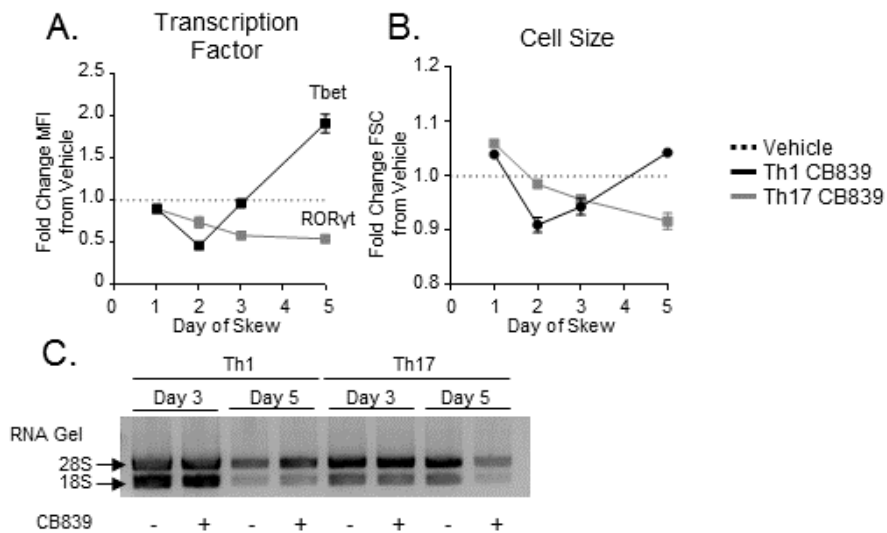 A.
Transcription
Factor
Fold Change MFI
from Vehicle
2.5
2.0
1.5
1.0
0.5
0
Tbet
RORγt
0 1 2 3 4 5
Day of Skew
B.
Cell Size
Fold Change FSC
from Vehicle
1.2
1.1
1.0
0.9
0.8
0 1 2 3 4 5
Day of Skew
Vehicle
Th1 CB839
Th17 CB839
C.
Th1 Th17
Day 3 Day 5 Day 3 Day 5
RNA Gel
28S
18S
CB839 - + - + - + - +